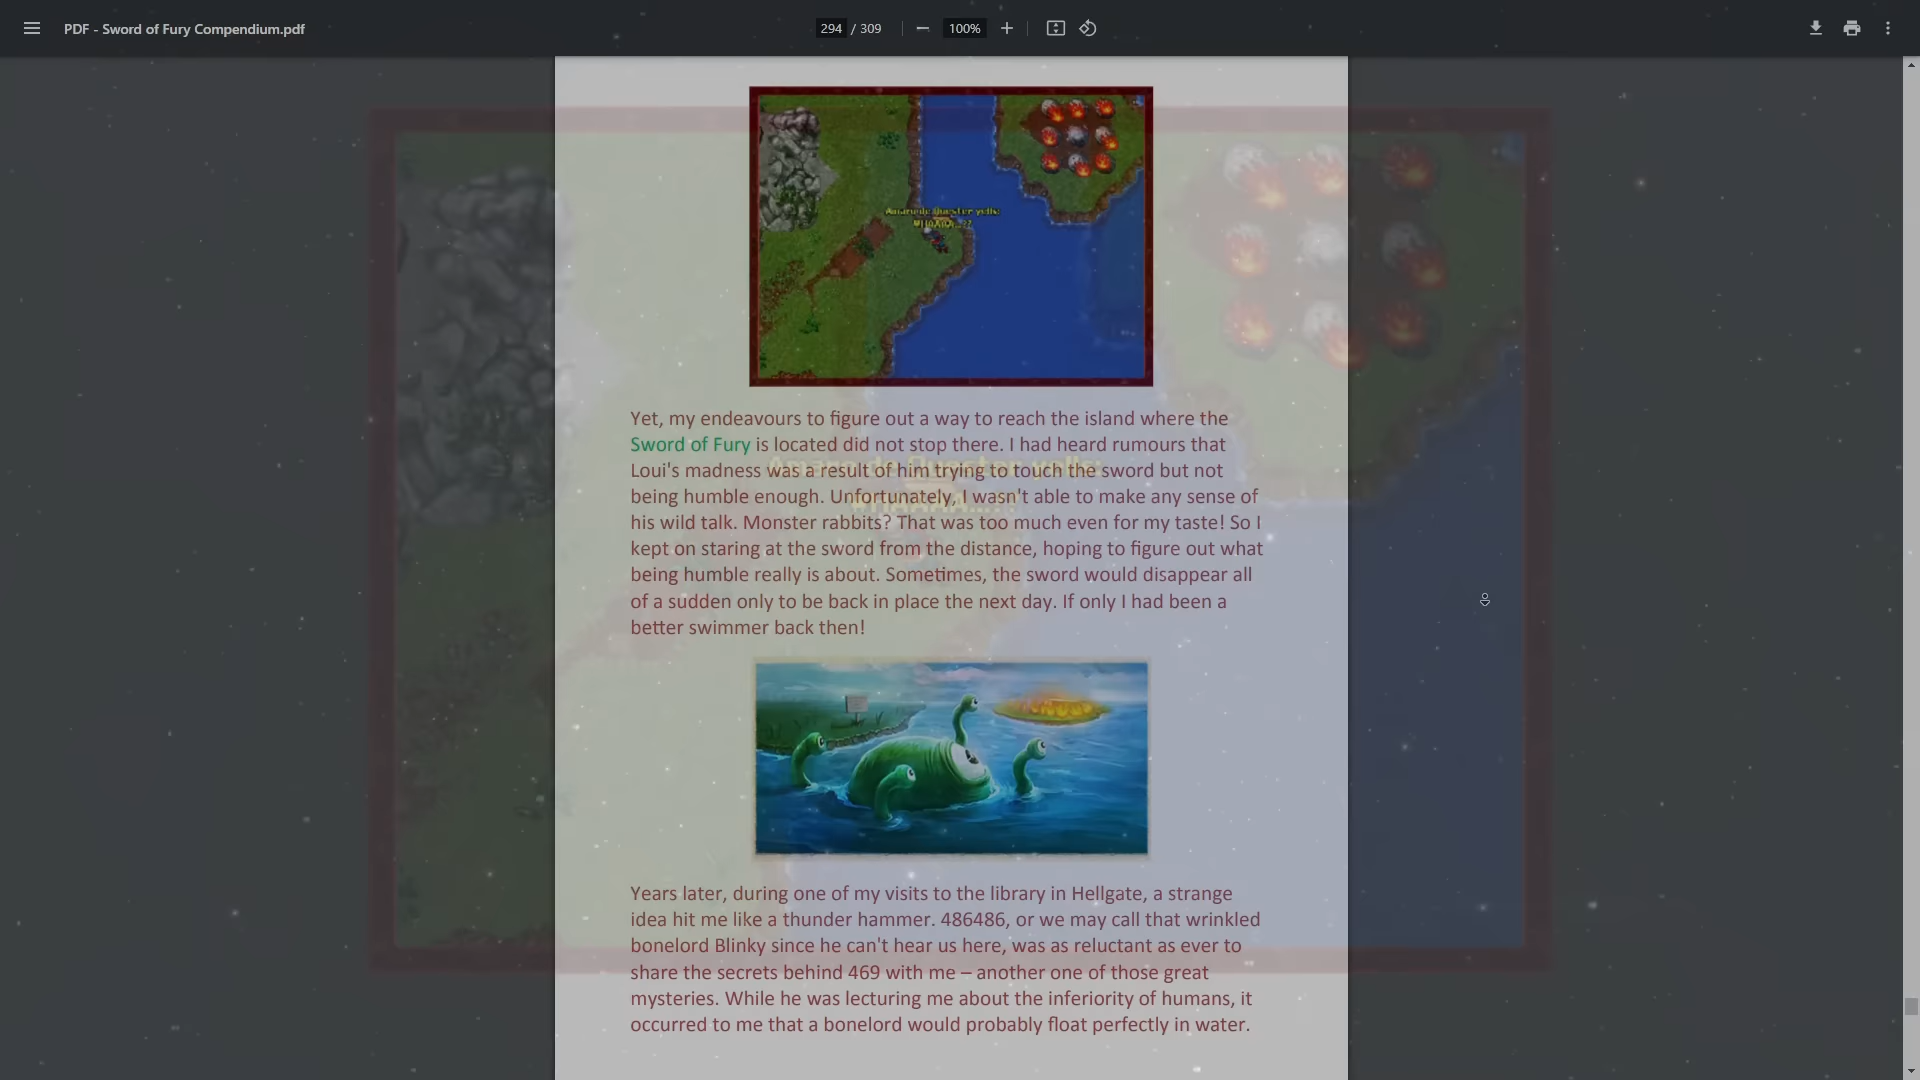 PDF - Sword of Fury Compendium.pdf
294 / 309
100%
Amaro de Quester yells:
Yet, my endeavours to figure out a way to reach the island where the
Sword of Fury is located did not stop there. I had heard rumours that
Loui's madness was a result of him trying to touch the sword but not
being humble enough. Unfortunately, I wasn't able to make any sense of
his wild talk. Monster rabbits? That was too much even for my taste! So I
kept on staring at the sword from the distance, hoping to figure out what
being humble really is about. Sometimes, the sword would disappear all
of a sudden only to be back in place the next day. If only I had been a
better swimmer back then!
Years later, during one of my visits to the library in Hellgate, a strange
idea hit me like a thunder hammer. 486486, or we may call that wrinkled
bonelord Blinky since he can't hear us here, was as reluctant as ever to
share the secrets behind 469 with me – another one of those great
mysteries. While he was lecturing me about the inferiority of humans, it
occurred to me that a bonelord would probably float perfectly in water.